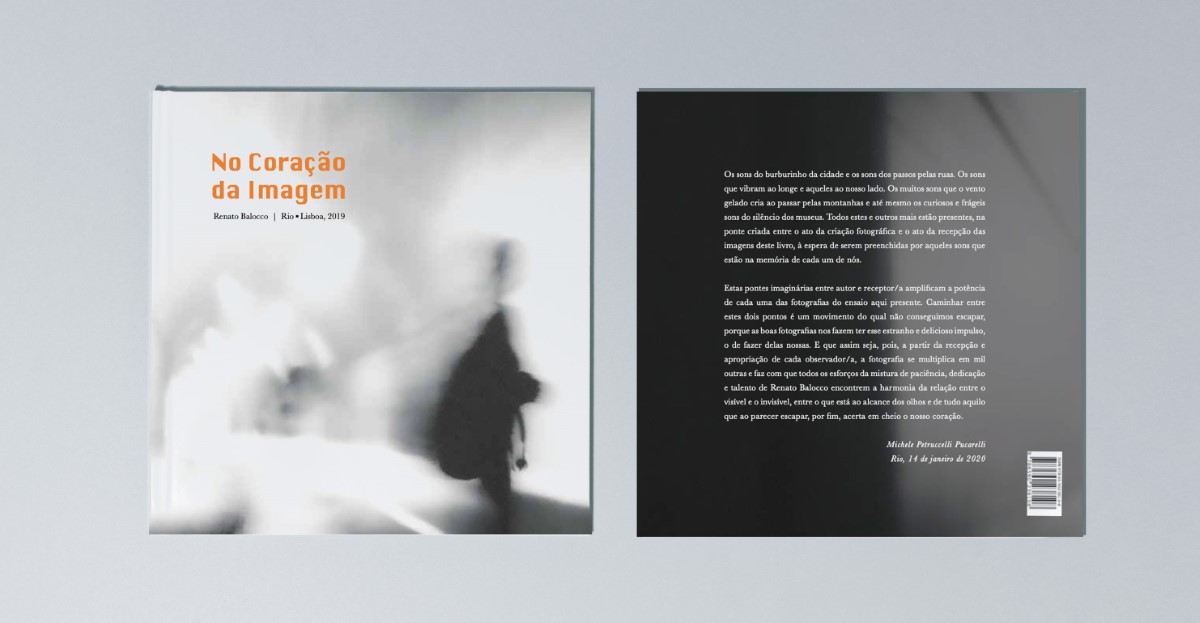 No Coração
da Imagem
Renato Balocco | Rio • Lisboa, 2019
Os sons do burburinho da cidade e os sons dos passos pelas ruas. Os sons
que vibram ao longe e aqueles ao nosso lado. Os muitos sons que o vento
gelado cria ao passar pelas montanhas e até mesmo os curiosos e frágeis
sons do silêncio dos museus. Todos estes e outros mais estão presentes, na
ponte criada entre o ato da criação fotográfica e o ato da recepção das
imagens deste livro, à espera de serem preenchidas por aqueles sons que
estão na memória de cada um de nós.
Estas pontes imaginárias entre autor e receptor/a amplificam a potência
de cada uma das fotografias do ensaio aqui presente. Caminhar entre
estes dois pontos é um movimento do qual não conseguimos escapar,
porque as boas fotografias nos fazem ter esse estranho e delicioso impulso,
o de fazer delas nossas. E que assim seja, pois, a partir da recepção e
apropriação de cada observador/a, a fotografia se multiplica em mil
outras e faz com que todos os esforços da mistura de paciência, dedicação
e talento de Renato Balocco encontrem a harmonia da relação entre o
visível e o invisível, entre o que está ao alcance dos olhos e de tudo aquilo
que ao parecer escapar, por fim, acerta em cheio o nosso coração.
Michele Petruccelli Pucarelli
Rio, 14 de janeiro de 2020